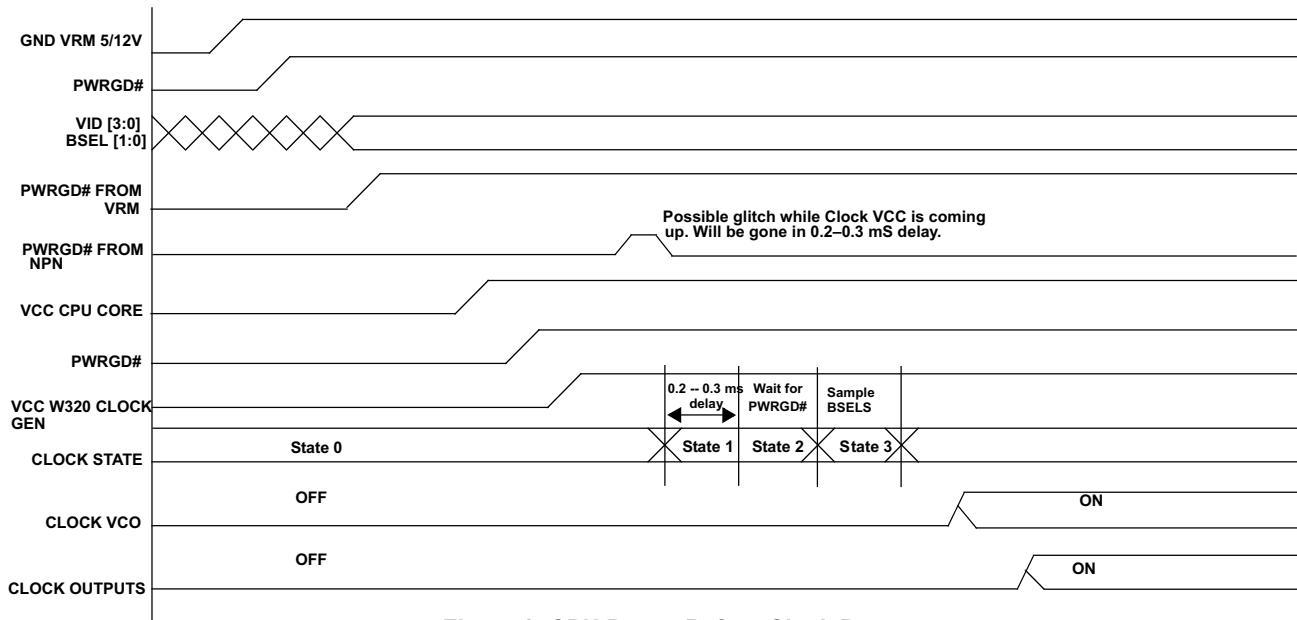 GND VRM 5/12V
PWRGD#
VID [3:0]
BSEL [1:0]
PWRGD# FROM
VRM
Possible glitch while Clock VCC is coming
up. Will be gone in 0.2–0.3 mS delay.
PWRGD# FROM
NPN
VCC CPU CORE
PWRGD#
0.2 -- 0.3 ms
delay
Wait for
PWRGD#
Sample
BSELS
VCC W320 CLOCK
GEN
CLOCK STATE
State 0
State 1
State 2
State 3
OFF
ON
CLOCK VCO
OFF
ON
CLOCK OUTPUTS